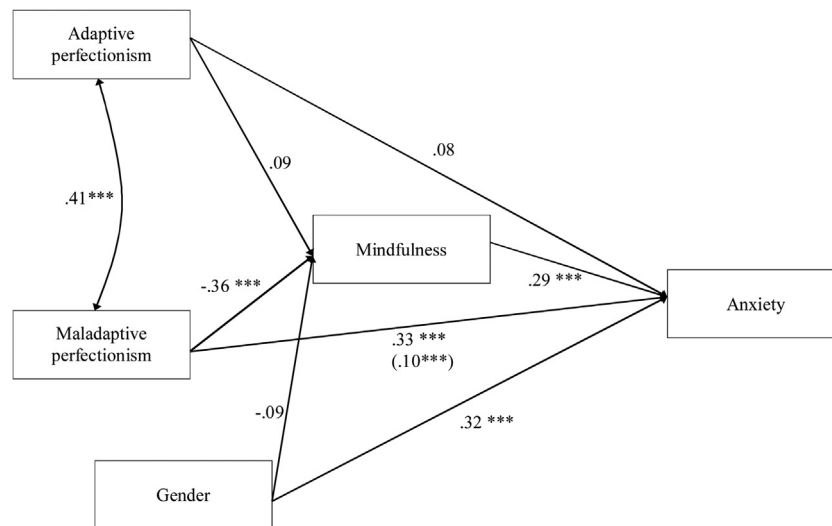 Adaptive
perfectionism
.08
.09
.41***
Mindfulness
-.36 ***
.29 ***
Anxiety
Maladaptive
perfectionism
.33 ***
(.10***)
-.09
.32 ***
Gender